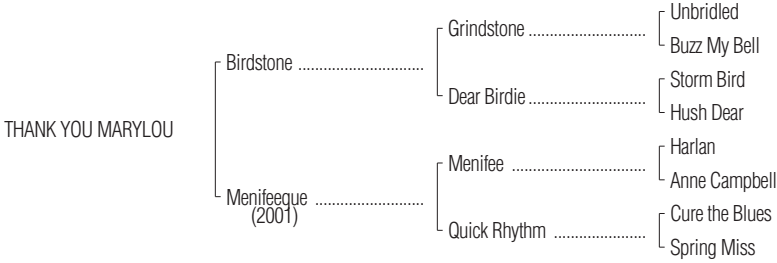 Unbridled
Grindstone
Buzz My Bell
Birdstone
Storm Bird
Dear Birdie
Hush Dear
THANK YOU MARYLOU
Harlan
Menifee
Anne Campbell
Menifeeque
(2001)
Cure the Blues
Quick Rhythm
Spring Miss